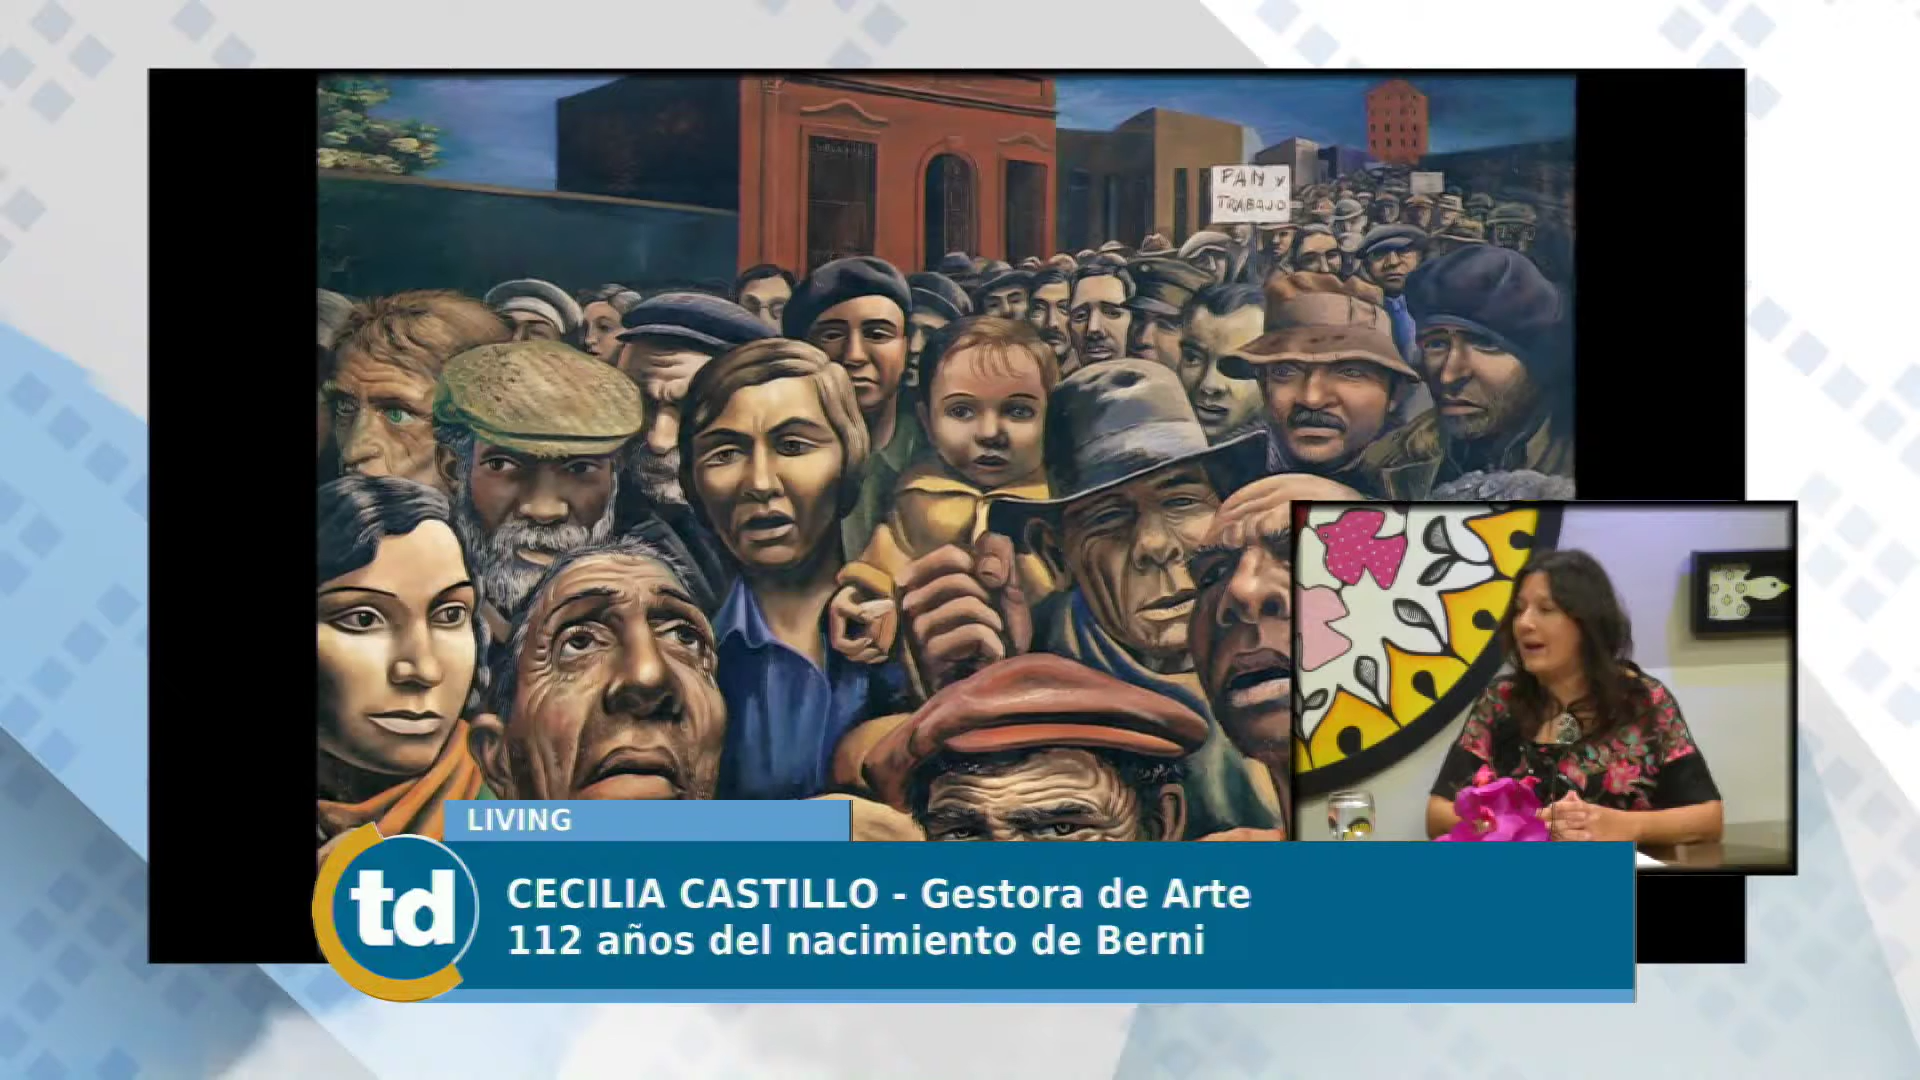 PAN Y
TRABAJO
LIVING
td
CECILIA CASTILLO - Gestora de Arte
112 años del nacimiento de Berni